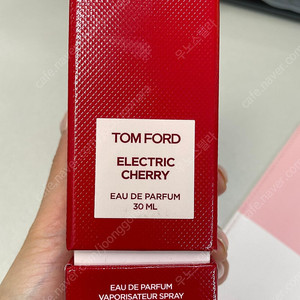 TOM FORD
ELECTRIC
CHERRY
EAU DE PARFUM
30 ML
EAU DE PARFUM
VAPORISATEUR SPRAY